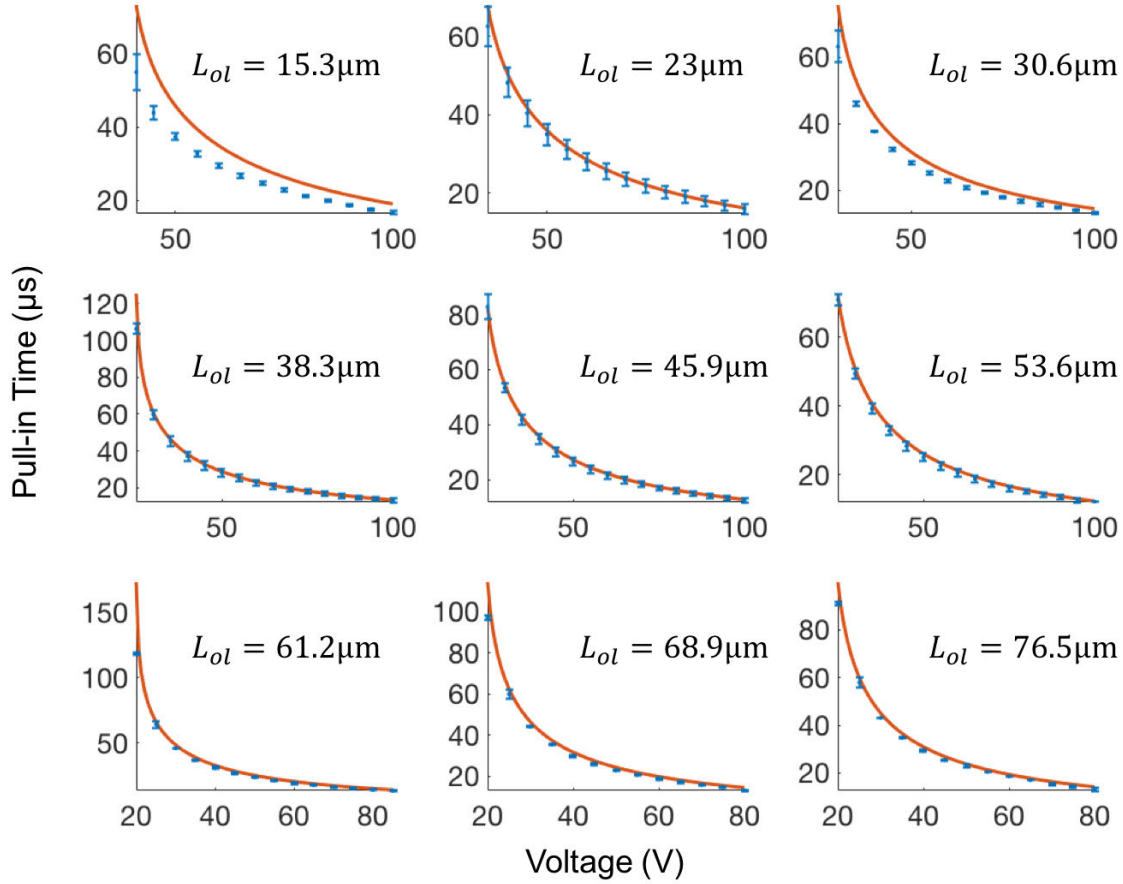 L_ol = 15.3μm
60
40
20
50 100
L_ol = 23μm
60
40
20
50 100
L_ol = 30.6μm
60
40
20
50 100
Pull-in Time (μs)
L_ol = 38.3μm
120
100
80
60
40
20
50 100
L_ol = 45.9μm
80
60
40
20
50 100
L_ol = 53.6μm
60
40
20
50 100
L_ol = 61.2μm
150
100
50
20 40 60 80
L_ol = 68.9μm
100
80
60
40
20
20 40 60 80
L_ol = 76.5μm
80
60
40
20
20 40 60 80
Voltage (V)